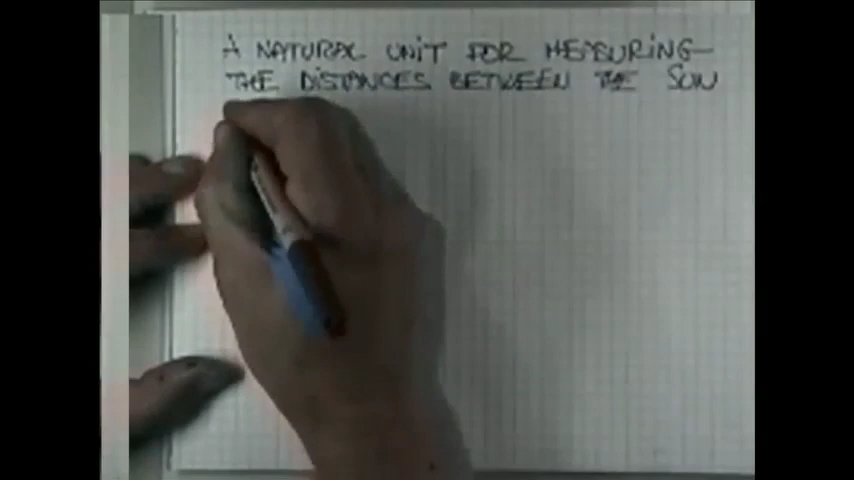 A NATURAL UNIT FOR MEASURING
THE DISTANCES BETWEEN THE SUN